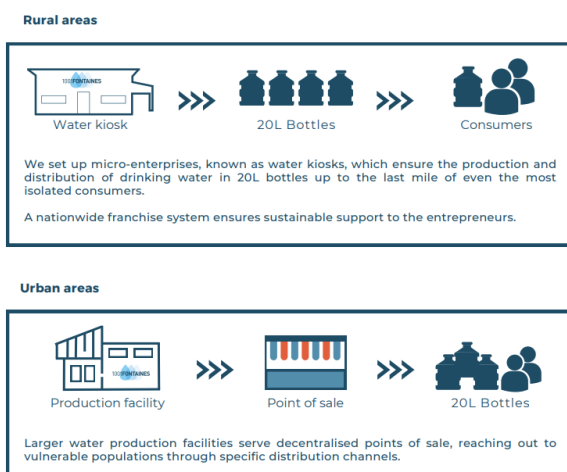 Rural areas
1001FONTAINES
Water kiosk
20L Bottles
Consumers
We set up micro-enterprises, known as water kiosks, which ensure the production and
distribution of drinking water in 20L bottles up to the last mile of even the most
isolated consumers.
A nationwide franchise system ensures sustainable support to the entrepreneurs.
Urban areas
1001FONTAINES
Production facility
Point of sale
20L Bottles
Larger water production facilities serve decentralised points of sale, reaching out to
vulnerable populations through specific distribution channels.